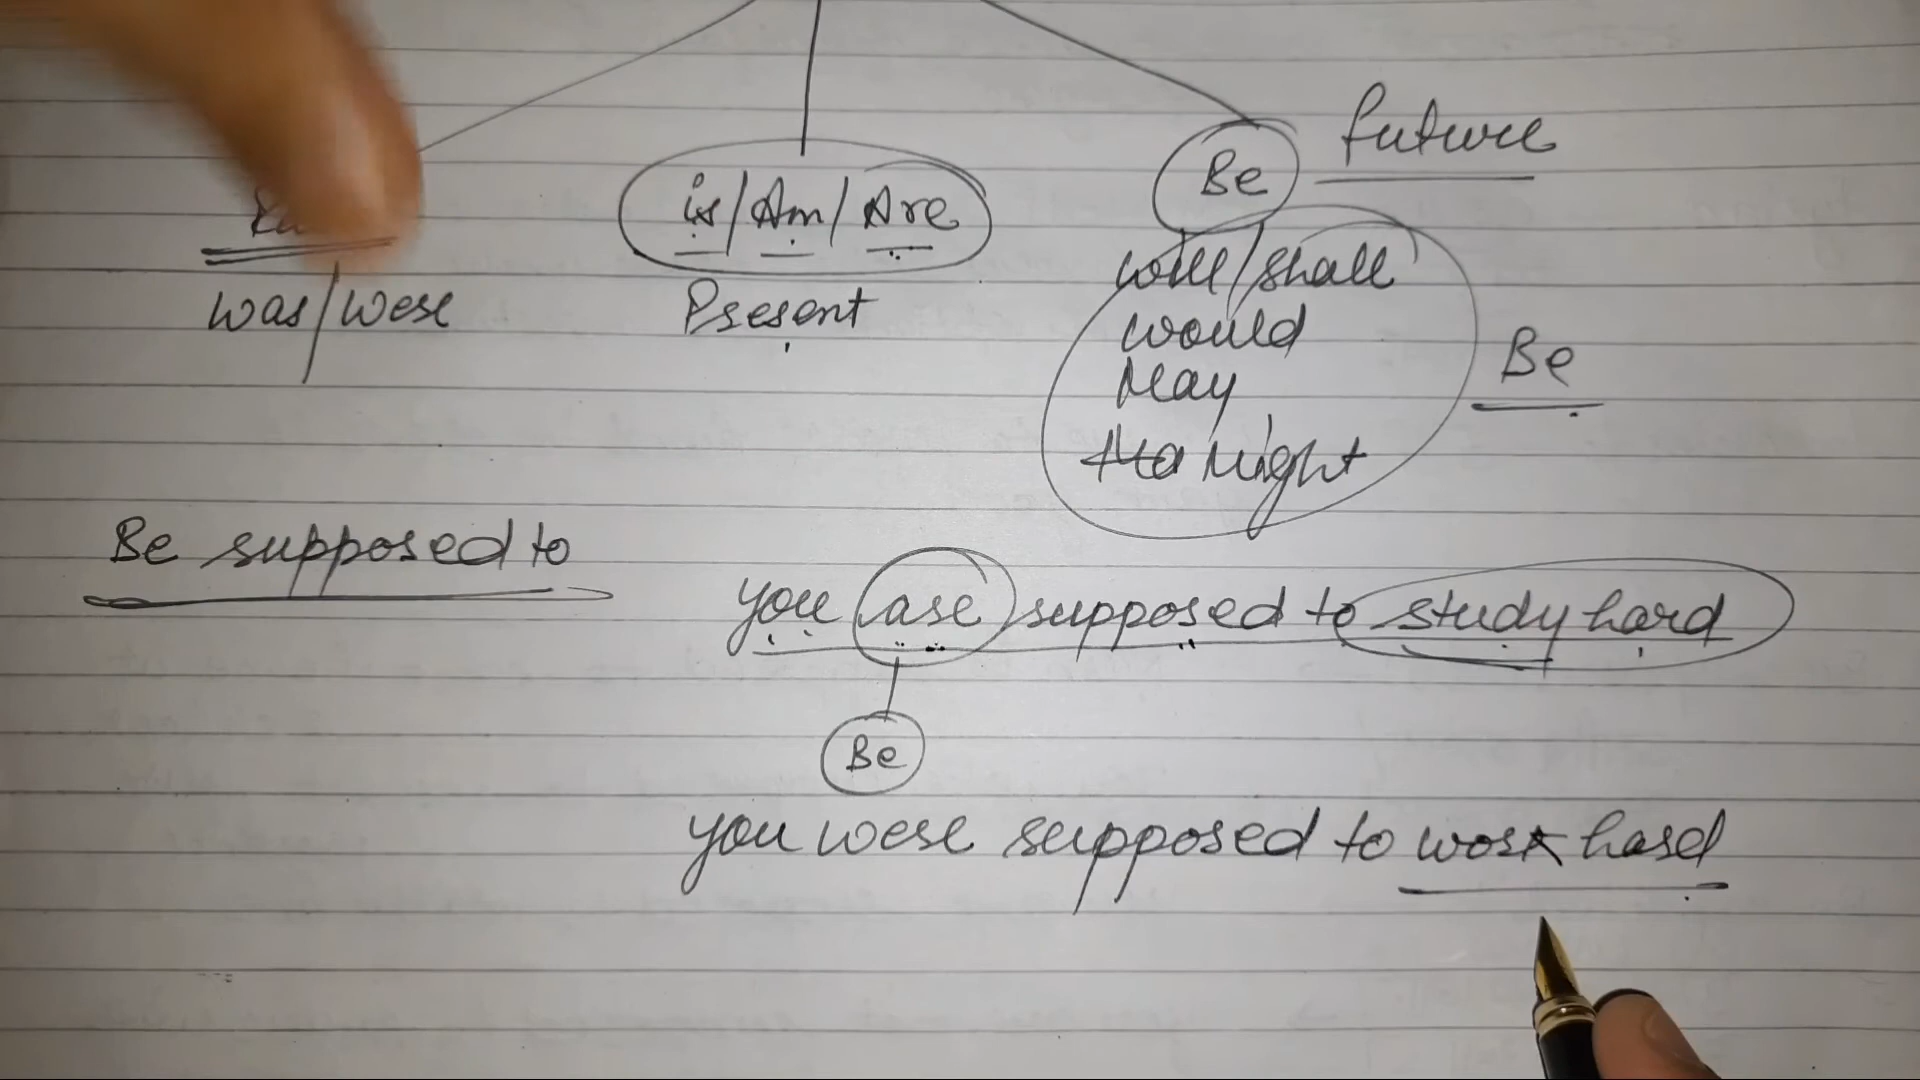 Be future
is/Am/Are
was/were
Present
will/shall
would
May
Might
Be
Be supposed to
you are supposed to study hard
Be
you were supposed to work hard